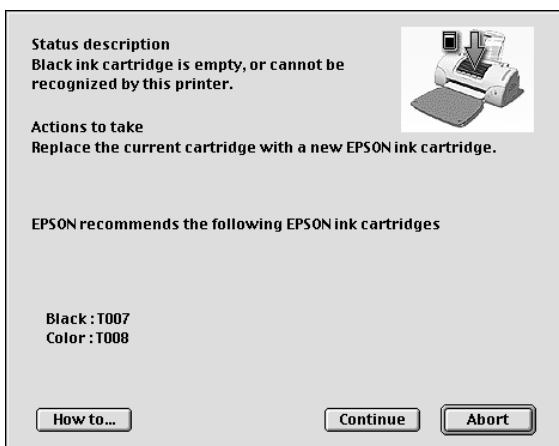 Status description
Black ink cartridge is empty, or cannot be
recognized by this printer.
Actions to take
Replace the current cartridge with a new EPSON ink cartridge.
EPSON recommends the following EPSON ink cartridges
Black : T007
Color : T008
How to...
Continue
Abort